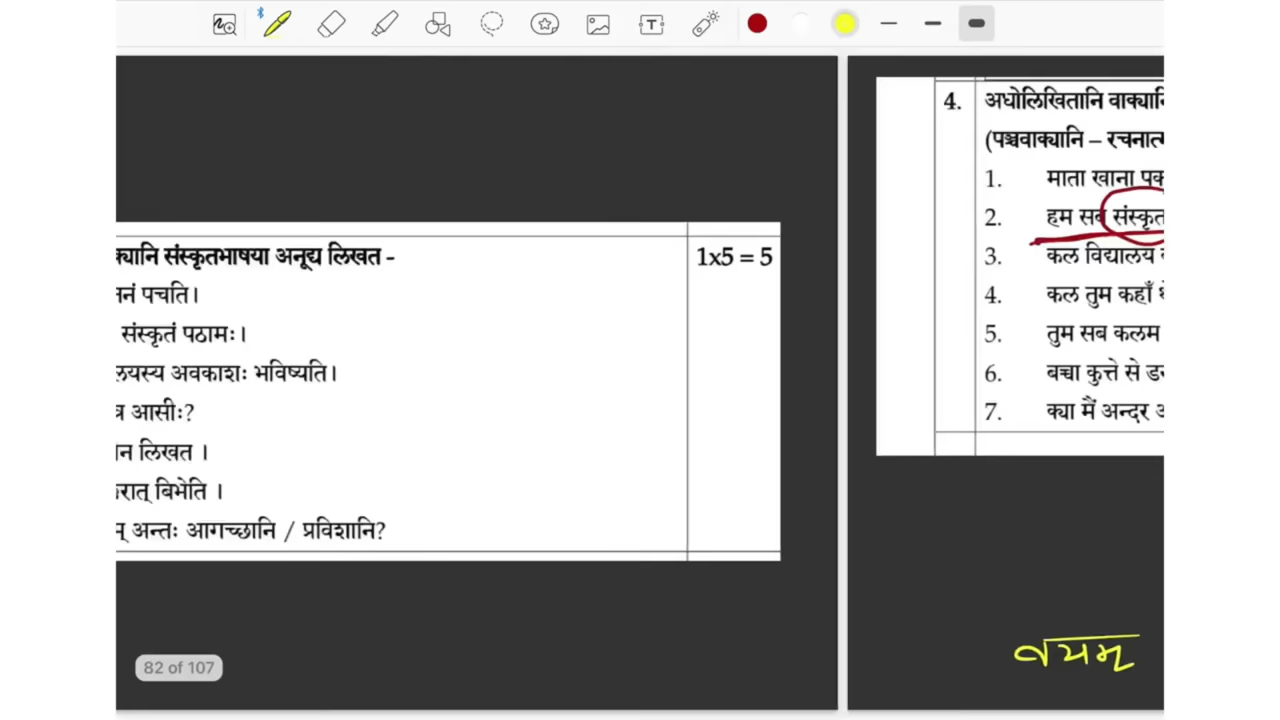 क्यानि संस्कृतभाषया अनूद्य लिखत - 1x5 = 5
जनं पचति।
संस्कृतं पठामः।
लयस्य अवकाशः भविष्यति।
त्र आसीः?
लिखत ।
विभेति ।
अन्तः आगच्छानि / प्रविशानि?
82 of 107
4. अधोलिखितानि
(पञ्चवाक्यानि –
1. माता खाना
2. हम सब संस्कृत
3. कल विद्यालय
4. कल तुम कहाँ
5. तुम सब कलम
6. बच्चा कुत्ते से
7. क्या मैं अन्दर
वयम्